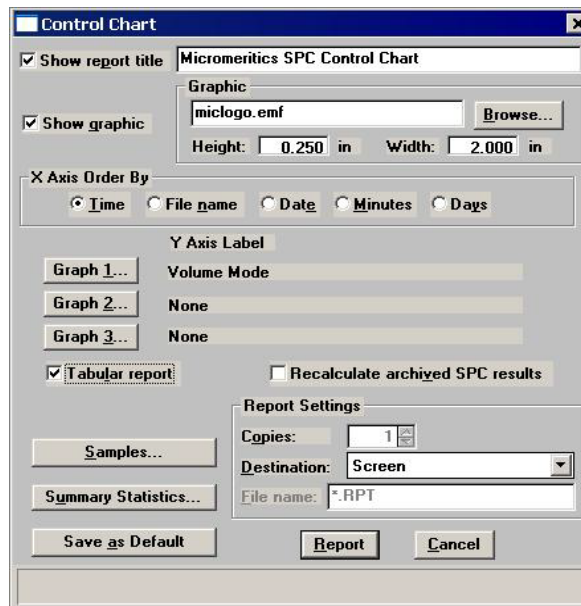 Control Chart
Show report title Micromeritics SPC Control Chart
Graphic
Show graphic miclogo.emf Browse...
Height: 0.250 in Width: 2.000 in
X Axis Order By
Time File name Date Minutes Days
Y Axis Label
Graph 1... Volume Mode
Graph 2... None
Graph 3... None
Tabular report Recalculate archived SPC results
Report Settings
Copies: 1
Samples... Destination: Screen
Summary Statistics... File name: *.RPT
Save as Default Report Cancel